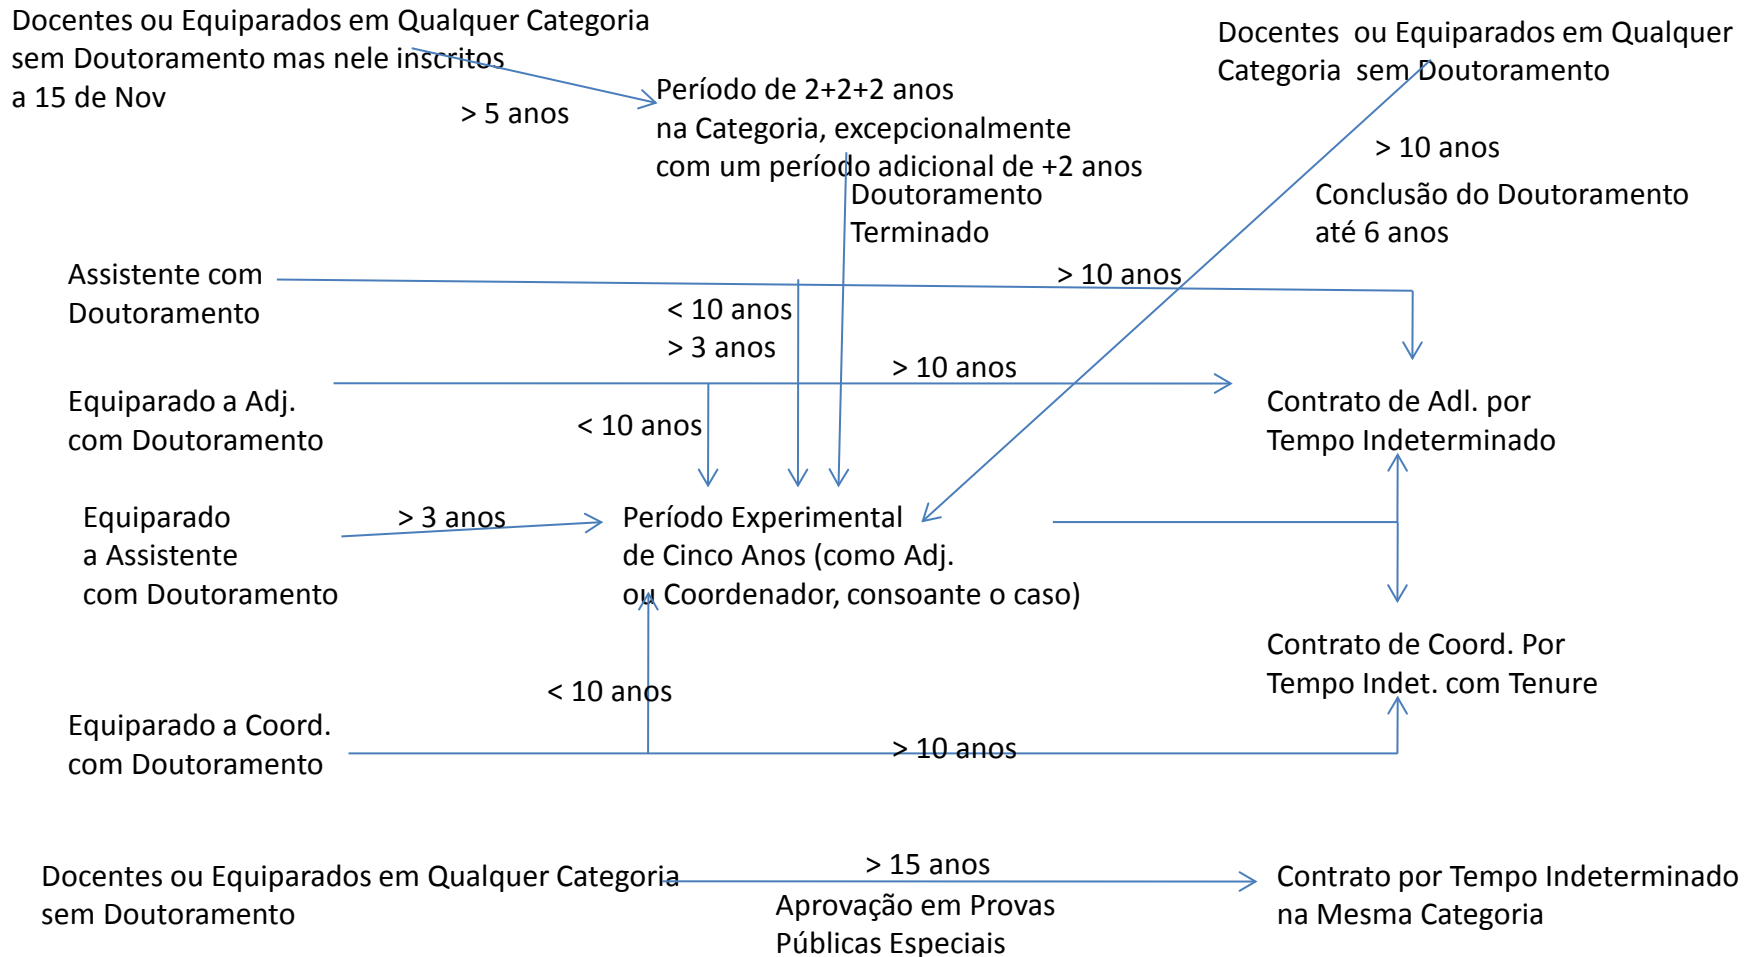 Docentes ou Equiparados em Qualquer Categoria
sem Doutoramento mas nele inscritos
a 15 de Nov
> 5 anos
Período de 2+2+2 anos
na Categoria, excepcionalmente
com um período adicional de +2 anos
Doutoramento
Terminado
Docentes ou Equiparados em Qualquer
Categoria sem Doutoramento
> 10 anos
Conclusão do Doutoramento
até 6 anos
Assistente com
Doutoramento
> 10 anos
< 10 anos
> 3 anos
Equiparado a Adj.
com Doutoramento
> 10 anos
< 10 anos
Contrato de Adl. por
Tempo Indeterminado
Equiparado
a Assistente
com Doutoramento
> 3 anos
Período Experimental
de Cinco Anos (como Adj.
ou Coordenador, consoante o caso)
Contrato de Coord. Por
Tempo Indet. com Tenure
< 10 anos
Equiparado a Coord.
com Doutoramento
> 10 anos
Docentes ou Equiparados em Qualquer Categoria
sem Doutoramento
> 15 anos
Aprovação em Provas
Públicas Especiais
Contrato por Tempo Indeterminado
na Mesma Categoria